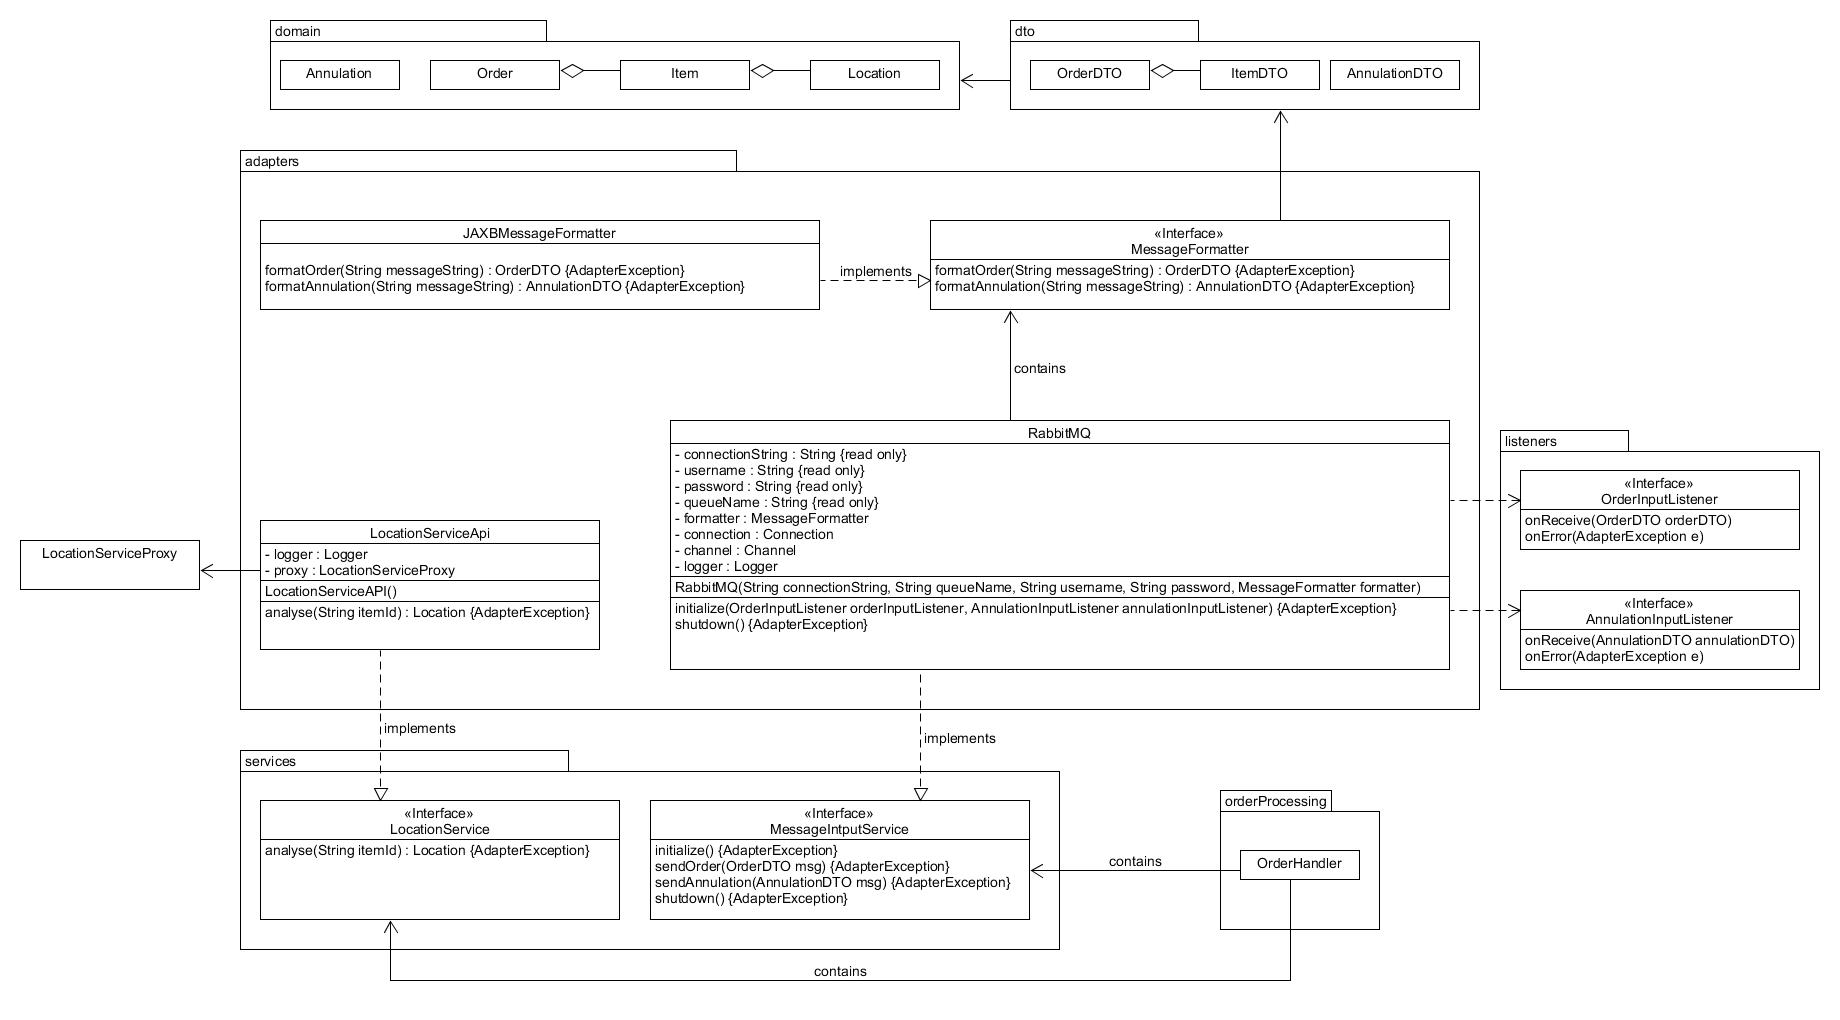 domain
Annulation
Order
Item
Location
dto
OrderDTO
ItemDTO
AnnulationDTO
adapters
JAXBMessageFormatter
formatOrder(String messageString) : OrderDTO {AdapterException}
formatAnnulation(String messageString) : AnnulationDTO {AdapterException}
implements
«Interface»
MessageFormatter
formatOrder(String messageString) : OrderDTO {AdapterException}
formatAnnulation(String messageString) : AnnulationDTO {AdapterException}
contains
RabbitMQ
- connectionString : String {read only}
- username : String {read only}
- password : String {read only}
- queueName : String {read only}
- formatter : MessageFormatter
- connection : Connection
- channel : Channel
- logger : Logger
RabbitMQ(String connectionString, String queueName, String username, String password, MessageFormatter formatter)
initialize(OrderInputListener orderInputListener, AnnulationInputListener annulationInputListener) {AdapterException}
shutdown() {AdapterException}
listeners
«Interface»
OrderInputListener
onReceive(OrderDTO orderDTO)
onError(AdapterException e)
«Interface»
AnnulationInputListener
onReceive(AnnulationDTO annulationDTO)
onError(AdapterException e)
LocationServiceProxy
LocationServiceApi
- logger : Logger
- proxy : LocationServiceProxy
LocationServiceAPI()
analyse(String itemId) : Location {AdapterException}
implements
implements
services
«Interface»
LocationService
analyse(String itemId) : Location {AdapterException}
«Interface»
MessageIntputService
initialize() {AdapterException}
sendOrder(OrderDTO msg) {AdapterException}
sendAnnulation(AnnulationDTO msg) {AdapterException}
shutdown() {AdapterException}
contains
orderProcessing
OrderHandler
contains